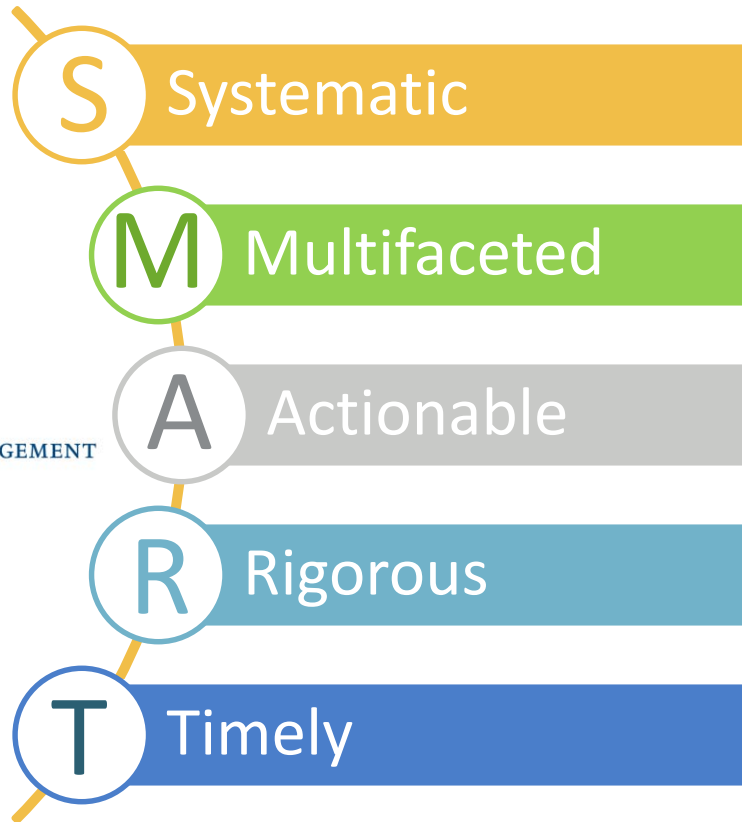 S Systematic
M Multifaceted
A Actionable
GEMENT
R Rigorous
T Timely